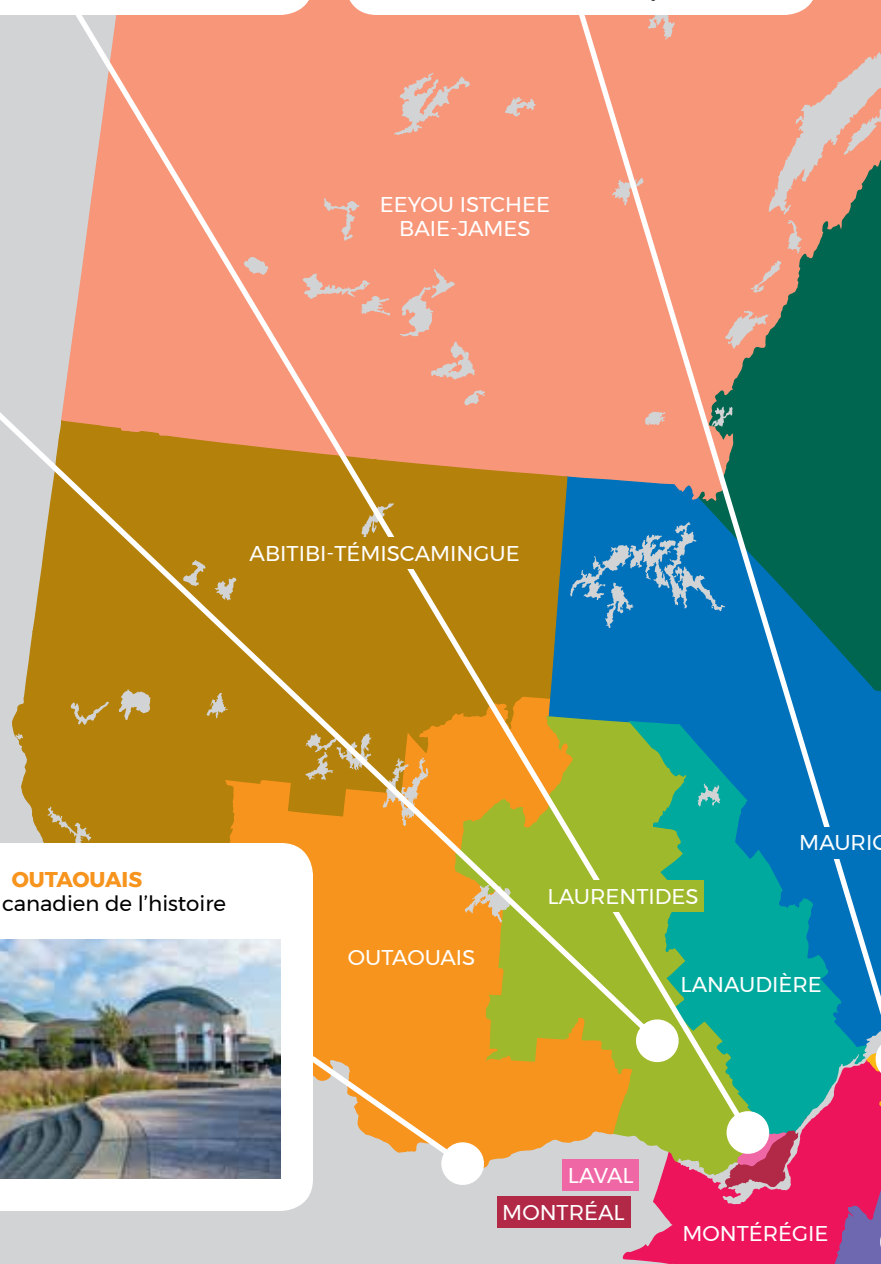 EEYOU ISTCHEE
BAIE-JAMES
ABITIBI-TÉMISCAMINGUE
MAURIC
OUTAOUAIS
canadien de l'histoire
LAURENTIDES
OUTAOUAIS
LANAUDIÈRE
LAVAL
MONTRÉAL
MONTÉRÉGIE